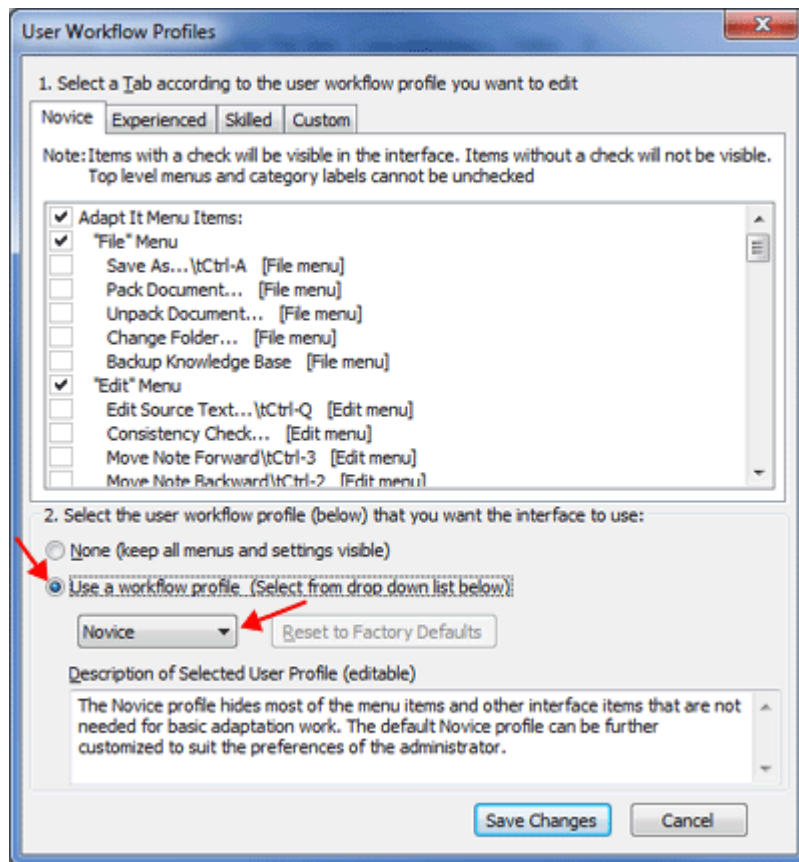 User Workflow Profiles
1. Select a Tab according to the user workflow profile you want to edit
Novice Experienced Skilled Custom
Note: Items with a check will be visible in the interface. Items without a check will not be visible.
Top level menus and category labels cannot be unchecked
Adapt It Menu Items:
"File" Menu
Save As...\tCtrl-A [File menu]
Pack Document... [File menu]
Unpack Document... [File menu]
Change Folder... [File menu]
Backup Knowledge Base [File menu]
"Edit" Menu
Edit Source Text...\tCtrl-Q [Edit menu]
Consistency Check... [Edit menu]
Move Note Forward\tCtrl-3 [Edit menu]
Move Note Backward\tCtrl-2 [Edit menu]
2. Select the user workflow profile (below) that you want the interface to use:
None (keep all menus and settings visible)
Use a workflow profile (Select from drop down list below)
Novice Reset to Factory Defaults
Description of Selected User Profile (editable)
The Novice profile hides most of the menu items and other interface items that are not
needed for basic adaptation work. The default Novice profile can be further
customized to suit the preferences of the administrator.
Save Changes Cancel